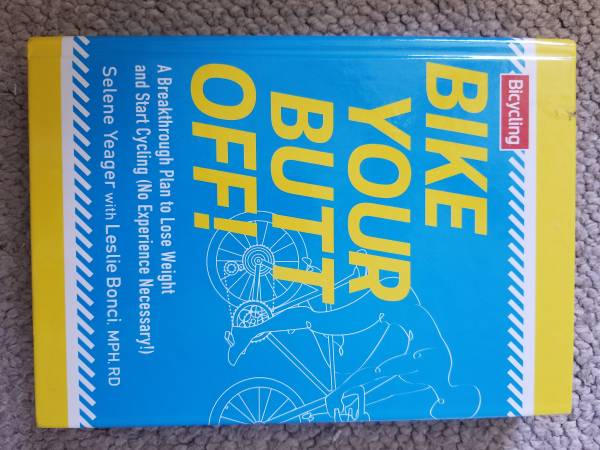 Bicycling
BIKE
YOUR
BUTT
OFF!
A Breakthrough Plan to Lose Weight
and Start Cycling (No Experience Necessary!)
Selene Yeager with Leslie Bonci, MPH, RD